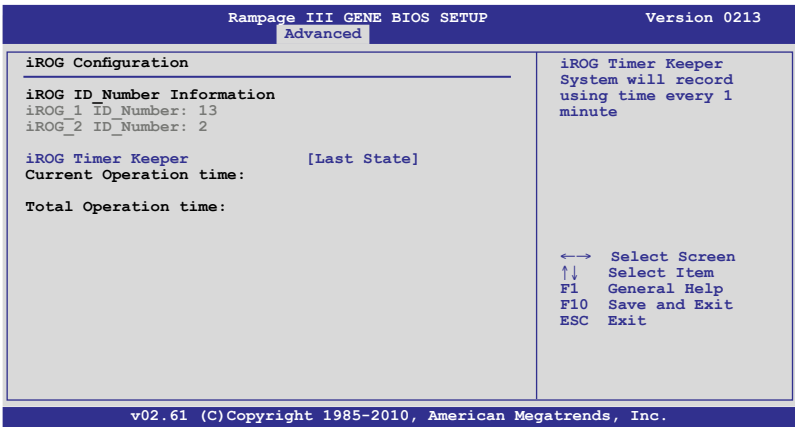 Rampage III GENE BIOS SETUP Version 0213
Advanced
iROG Configuration
iROG ID_Number Information
iROG_1 ID_Number: 13
iROG_2 ID_Number: 2
iROG Timer Keeper [Last State]
Current Operation time:
Total Operation time:
iROG Timer Keeper
System will record
using time every 1
minute
←→ Select Screen
↑↓ Select Item
F1 General Help
F10 Save and Exit
ESC Exit
v02.61 (C)Copyright 1985-2010, American Megatrends, Inc.